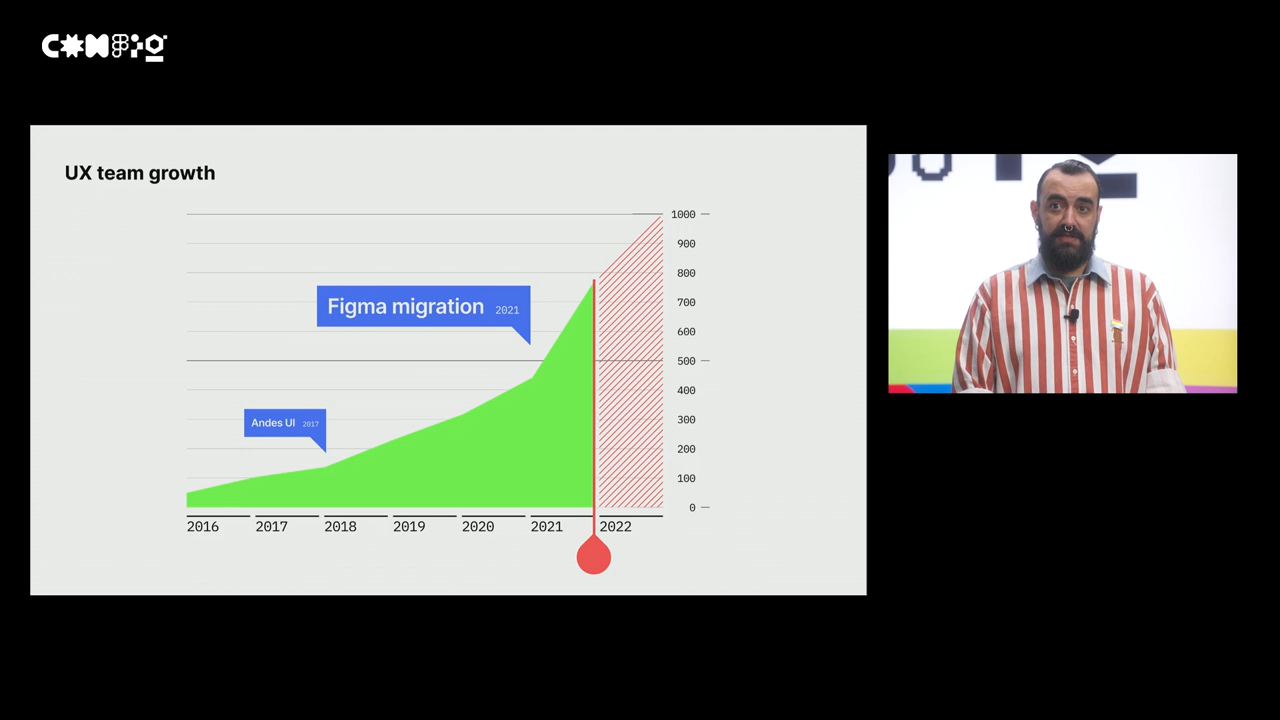 CONFIG
UX team growth
1000
900
800
Figma migration 2021
700
600
500
400
Andes UI 2017
300
200
100
0
2016 2017 2018 2019 2020 2021 2022